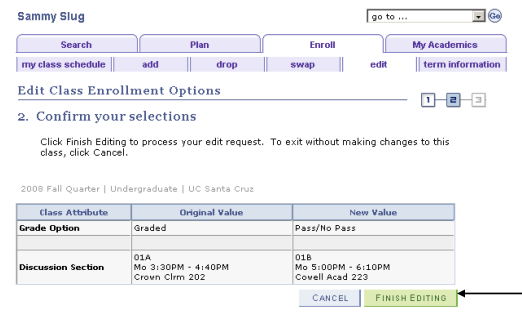 Sammy Slug
go to ... Go
Search Plan Enroll My Academics
my class schedule add drop swap edit term information
Edit Class Enrollment Options
1 2 3
2. Confirm your selections
Click Finish Editing to process your edit request. To exit without making changes to this
class, click Cancel.
2008 Fall Quarter | Undergraduate | UC Santa Cruz
Class Attribute Original Value New Value
Grade Option Graded Pass/No Pass
Discussion Section 01A 01B
Mo 3:30PM - 4:40PM Mo 5:00PM - 6:10PM
Crown Clrm 202 Cowell Acad 223
CANCEL FINISH EDITING